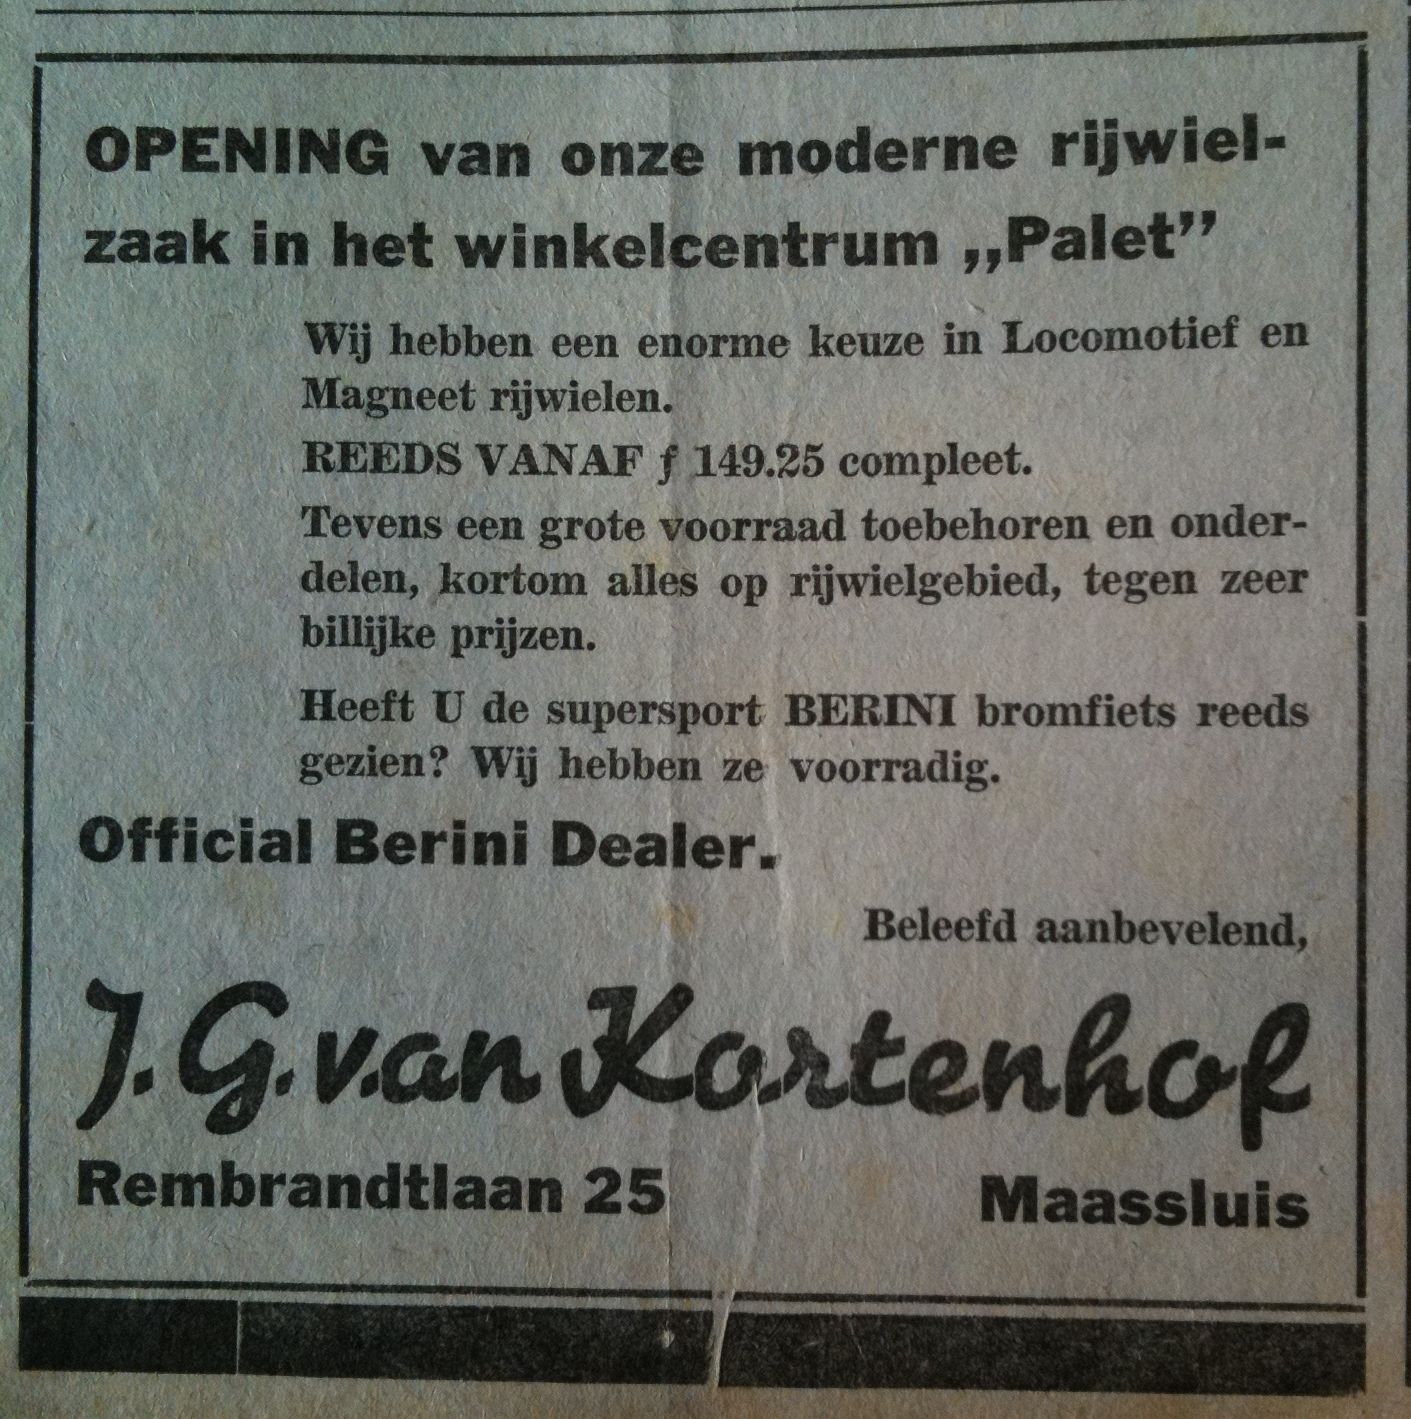 OPENING van onze moderne rijwiel-
zaak in het winkelcentrum „Palet”
Wij hebben een enorme keuze in Locomotief en
Magneet rijwielen.
REEDS VANAF ƒ 149.25 compleet.
Tevens een grote voorraad toebehoren en onder-
delen, kortom alles op rijwielgebied, tegen zeer
billijke prijzen.
Heeft U de supersport BERINI bromfiets reeds
gezien? Wij hebben ze voorradig.
Official Berini Dealer.
Beleefd aanbevelend,
J. G. v.an Kortenhof
Rembrandtlaan 25 Maassluis